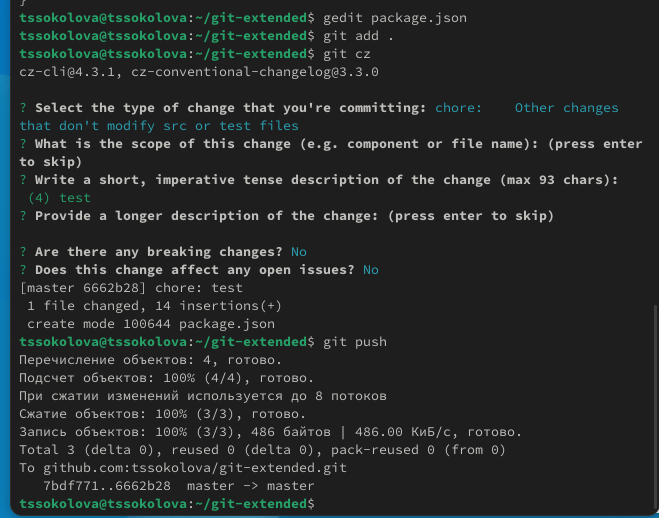 }
tssokolova@tssokolova:~/git-extended$ gedit package.json
tssokolova@tssokolova:~/git-extended$ git add .
tssokolova@tssokolova:~/git-extended$ git cz
cz-cli@4.3.1, cz-conventional-changelog@3.3.0
? Select the type of change that you're committing: chore:    Other changes
that don't modify src or test files
? What is the scope of this change (e.g. component or file name): (press enter
to skip)
? Write a short, imperative tense description of the change (max 93 chars):
 (4) test
? Provide a longer description of the change: (press enter to skip)
? Are there any breaking changes? No
? Does this change affect any open issues? No
[master 6662b28] chore: test
 1 file changed, 14 insertions(+)
 create mode 100644 package.json
tssokolova@tssokolova:~/git-extended$ git push
Перечисление объектов: 4, готово.
Подсчет объектов: 100% (4/4), готово.
При сжатии изменений используется до 8 потоков
Сжатие объектов: 100% (3/3), готово.
Запись объектов: 100% (3/3), 486 байтов | 486.00 КиБ/с, готово.
Total 3 (delta 0), reused 0 (delta 0), pack-reused 0 (from 0)
To github.com:tssokolova/git-extended.git
   7bdf771..6662b28  master -> master
tssokolova@tssokolova:~/git-extended$